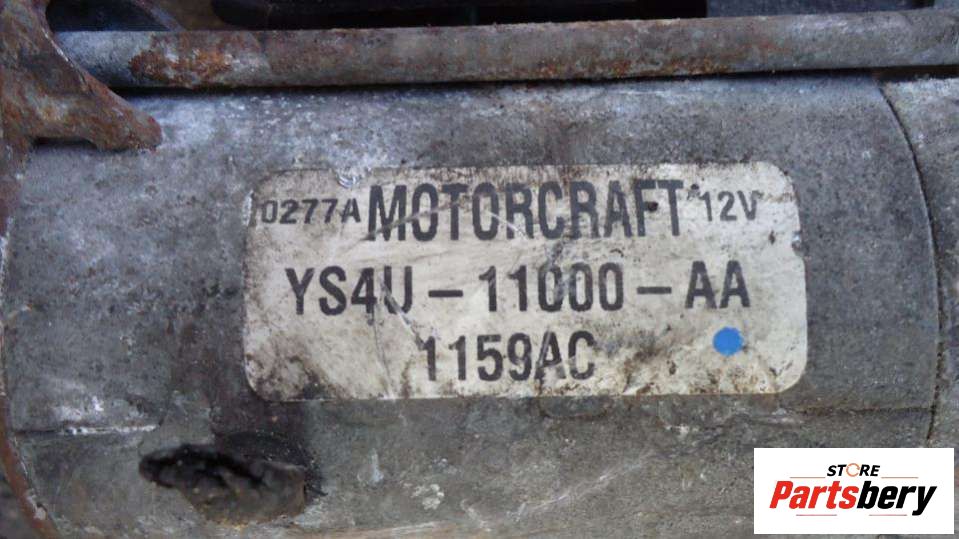 0277A MOTORCRAFT 12V
YS4U - 11000 - AA
1159AC
STORE
Partsbery